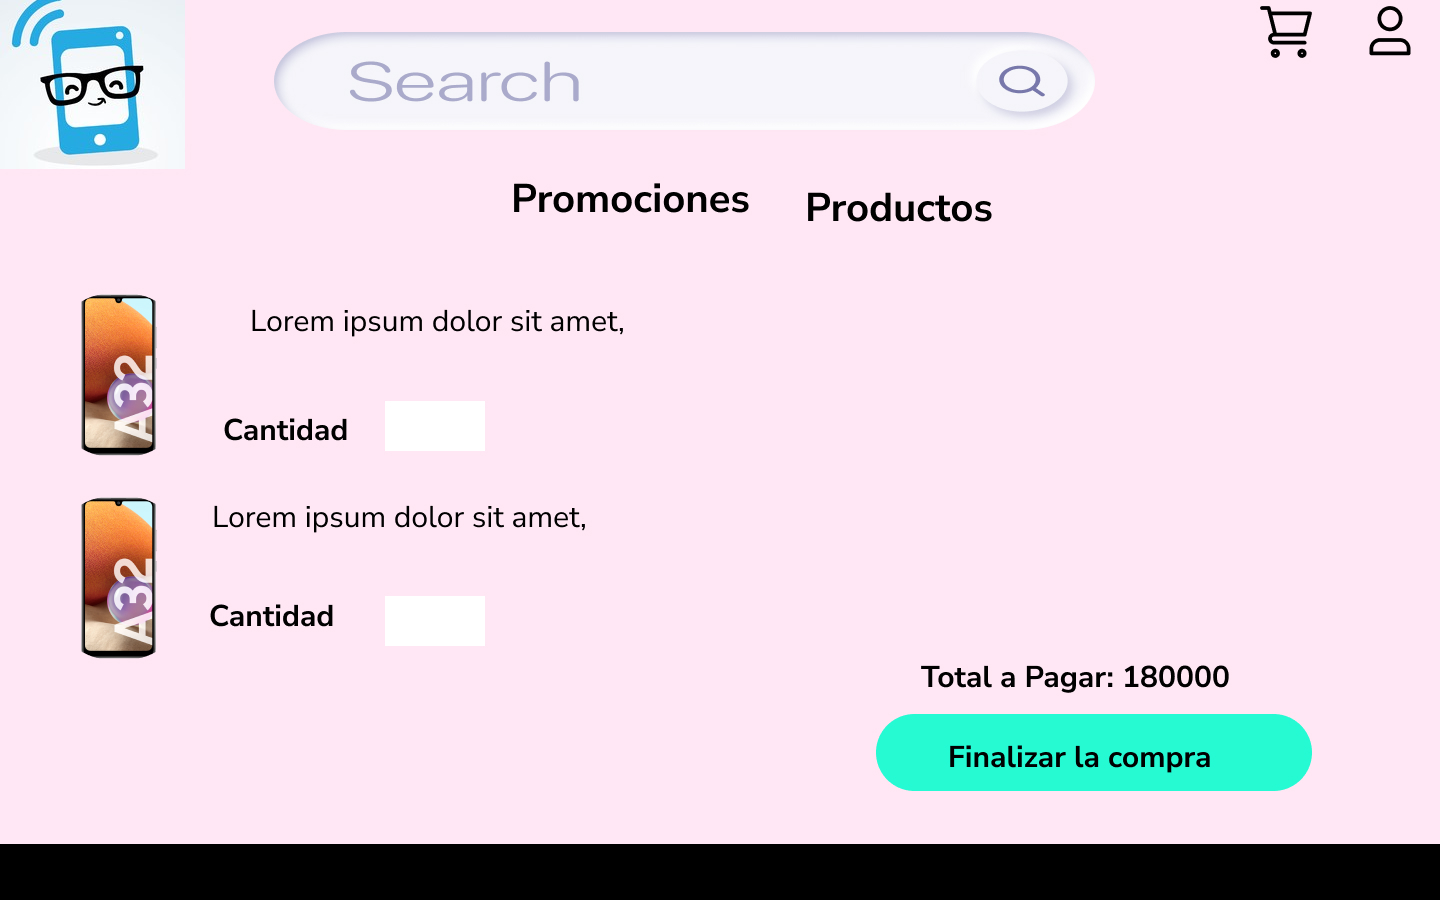 Search
Promociones
Productos
A32
Lorem ipsum dolor sit amet,
Cantidad
A32
Lorem ipsum dolor sit amet,
Cantidad
Total a Pagar: 180000
Finalizar la compra